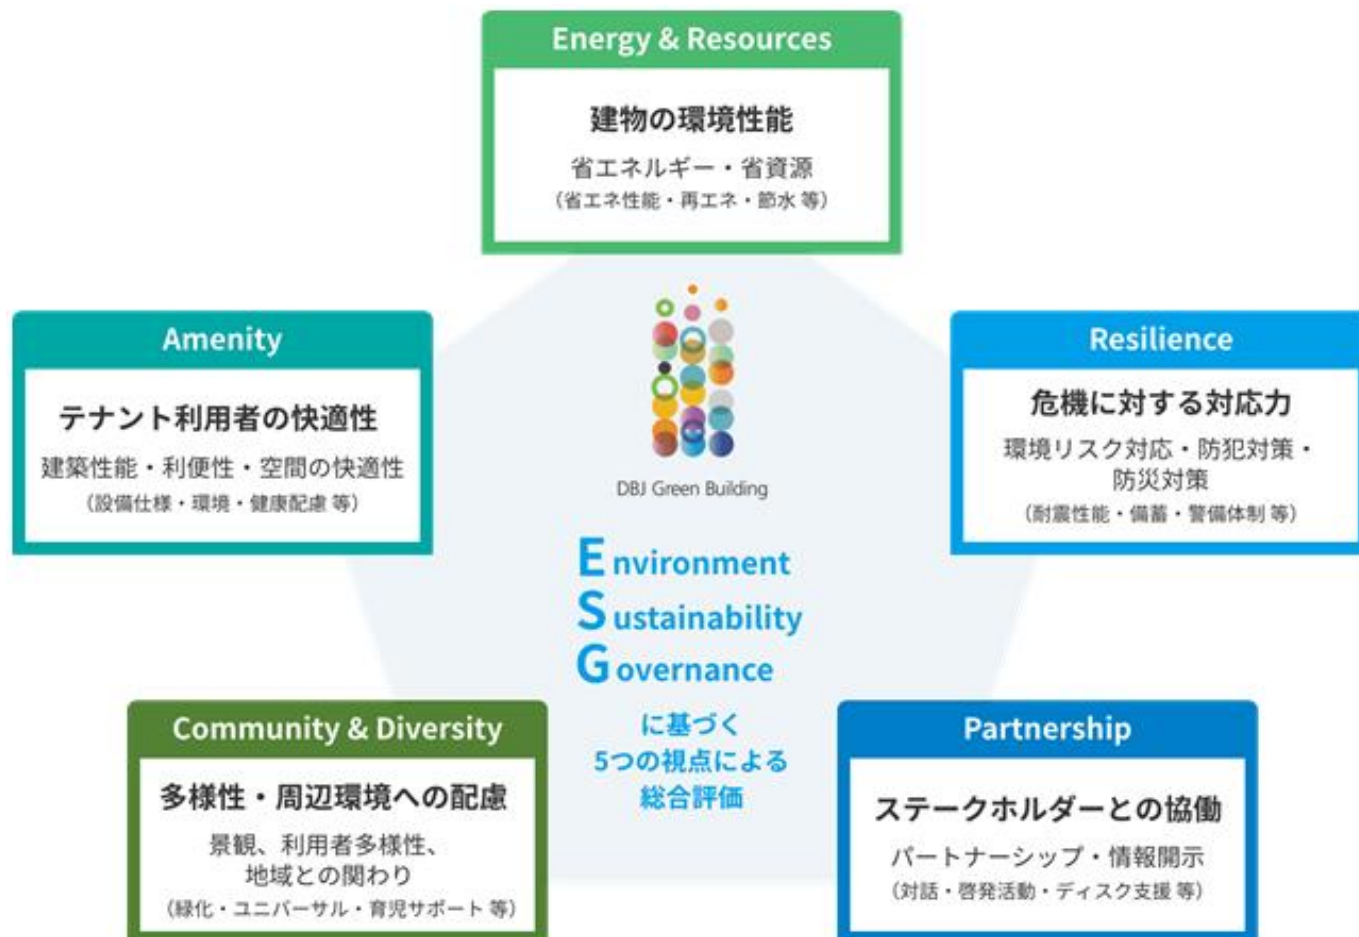 Energy & Resources
建物の環境性能
省エネルギー・省資源
（省エネ性能・再エネ・節水 等）
Amenity
テナント利用者の快適性
建築性能・利便性・空間の快適性
（設備仕様・環境・健康配慮 等）
Resilience
危機に対する対応力
環境リスク対応・防犯対策・
防災対策
（耐震性能・備蓄・警備体制 等）
DBJ Green Building
Environment
Sustainability
Governance
に基づく
5つの視点による
総合評価
Community & Diversity
多様性・周辺環境への配慮
景観、利用者多様性、
地域との関わり
（緑化・ユニバーサル・育児サポート 等）
Partnership
ステークホルダーとの協働
パートナーシップ・情報開示
（対話・啓発活動・ディスク支援 等）